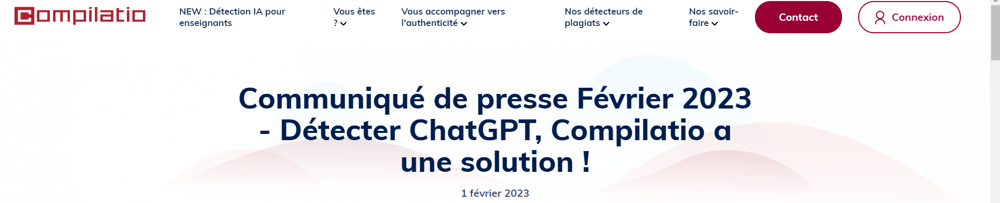 Compilatio
NEW : Détection IA pour
enseignants
Vous êtes
?
Vous accompagner vers
l'authenticité
Nos détecteurs de
plagiats
Nos savoir-
faire
Contact
Connexion
Communiqué de presse Février 2023
- Détecter ChatGPT, Compilatio a
une solution !
1 février 2023